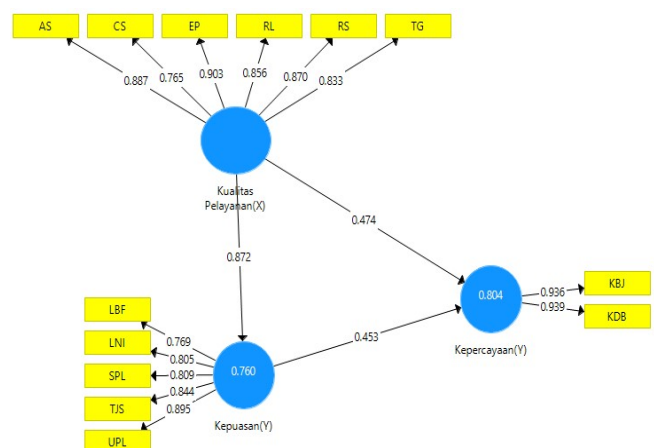 AS CS EP RL RS TG
0.887 0.765 0.903 0.856 0.870 0.833
Kualitas
Pelayanan(X)
0.474
0.872
0.804
0.936
0.939
KBJ
KDB
Kepercayaan(Y)
0.453
LBF
LNI
SPL
TJS
UPL
0.769
0.805
0.809
0.844
0.895
0.760
Kepuasan(Y)